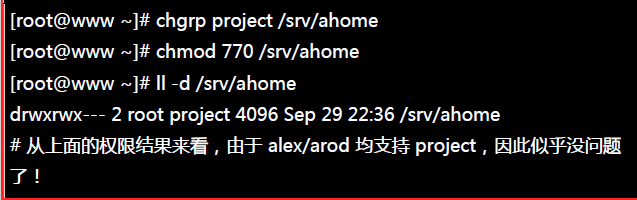 [root@www ~]# chgrp project /srv/ahome
[root@www ~]# chmod 770 /srv/ahome
[root@www ~]# ll -d /srv/ahome
drwxrwx--- 2 root project 4096 Sep 29 22:36 /srv/ahome
# 从上面的权限结果来看，由于 alex/arod 均支持 project，因此似乎没问题
了！